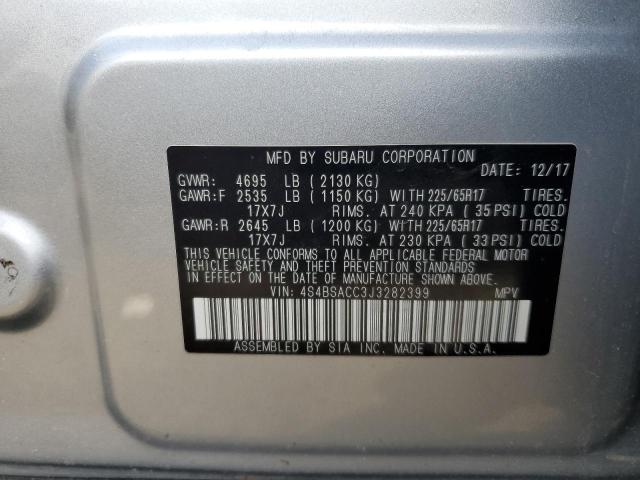 MFD BY SUBARU CORPORATION
DATE: 12/17
GVWR: 4695 LB (2130 KG)
GAWR:F 2535 LB (1150 KG) WITH 225/65R17 TIRES.
17X7J RIMS. AT 240 KPA (35 PSI) COLD
GAWR:R 2645 LB (1200 KG) WITH 225/65R17 TIRES.
17X7J RIMS. AT 230 KPA (33 PSI) COLD
THIS VEHICLE CONFORMS TO ALL APPLICABLE FEDERAL MOTOR
VEHICLE SAFETY AND THEFT PREVENTION STANDARDS
IN EFFECT ON THE DATE OF MANUFACTURE SHOWN ABOVE.
VIN: 4S4BSACC3J3282399 MPV
ASSEMBLED BY SIA INC. MADE IN U.S.A.